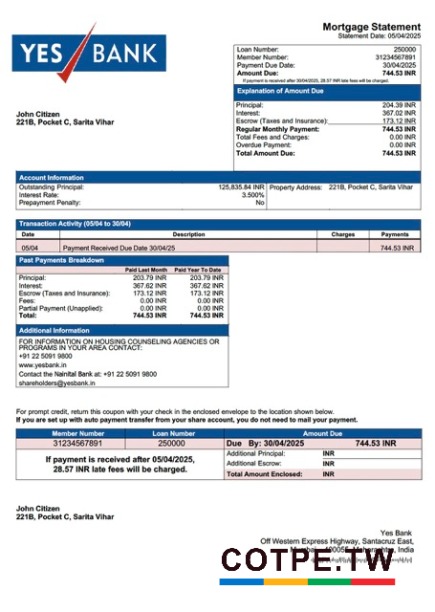 YES BANK
Mortgage Statement
Statement Date: 05/04/2025
Loan Number: 250000
Member Number: 31234567891
Payment Due Date: 30/04/2025
Amount Due: 744.53 INR
If payment is received after 30/04/2025, 28.57 INR late fee will be charged.
John Citizen
221B, Pocket C, Sarita Vihar
Explanation of Amount Due
Principal: 204.39 INR
Interest: 367.02 INR
Escrow (Taxes and Insurance): 173.12 INR
Regular Monthly Payment: 744.53 INR
Total Fees and Charges: 0.00 INR
Overdue Payment: 0.00 INR
Total Amount Due: 744.53 INR
Account Information
Outstanding Principal: 125,835.84 INR Property Address: 221B, Pocket C, Sarita Vihar
Interest Rate: 3.500%
Prepayment Penalty: No
Transaction Activity (05/04 to 30/04)
Date Description Charges Payments
05/04 Payment Received Due Date 30/04/25 744.53 INR
Past Payments Breakdown
Paid Last Month Paid Year To Date
Principal: 203.79 INR 203.79 INR
Interest: 367.62 INR 367.62 INR
Escrow (Taxes and Insurance): 173.12 INR 173.12 INR
Fees: 0.00 INR 0.00 INR
Partial Payment (Unapplied): 0.00 INR 0.00 INR
Total: 744.53 INR 744.53 INR
Additional Information
FOR INFORMATION ON HOUSING COUNSELING AGENCIES OR
PROGRAMS IN YOUR AREA CONTACT:
+91 22 5091 9800
www.yesbank.in
Contact the Nainital Bank at: +91 22 5091 9800
shareholders@yesbank.in
For prompt credit, return this coupon with your check in the enclosed envelope to the location shown below.
If you are set up with auto payment transfer from your share account, you do not need to mail your payment.
Member Number Loan Number Amount Due
31234567891 250000 Due By: 30/04/2025 744.53 INR
If payment is received after 05/04/2025,
28.57 INR late fees will be charged.
Additional Principal: INR
Additional Escrow: INR
Total Amount Enclosed: INR
John Citizen
221B, Pocket C, Sarita Vihar
Yes Bank
Off Western Express Highway, Santacruz East,
India
COTPE.TW